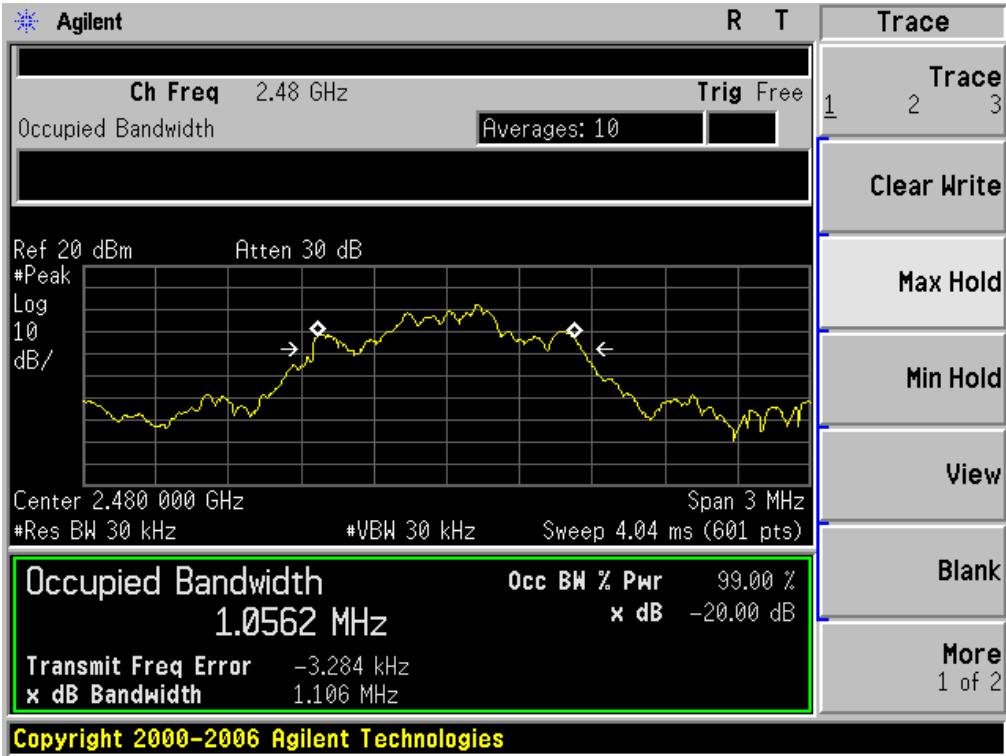 Agilent R T
Ch Freq 2.48 GHz Trig Free
Occupied Bandwidth Averages: 10
Ref 20 dBm Atten 30 dB
#Peak
Log
10
dB/
Center 2.480 000 GHz Span 3 MHz
#Res BW 30 kHz #VBW 30 kHz Sweep 4.04 ms (601 pts)
Occupied Bandwidth Occ BW % Pwr 99.00 %
1.0562 MHz x dB -20.00 dB
Transmit Freq Error -3.284 kHz
x dB Bandwidth 1.106 MHz
Copyright 2000-2006 Agilent Technologies
Trace
Trace
1 2 3
Clear Write
Max Hold
Min Hold
View
Blank
More
1 of 2